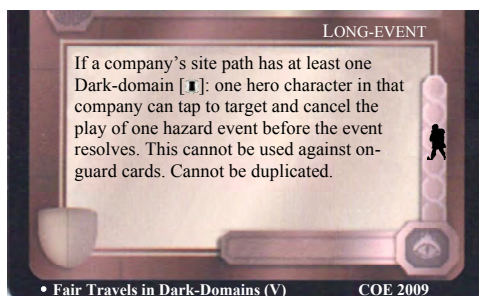 LONG-EVENT
If a company's site path has at least one
Dark-domain []: one hero character in that
company can tap to target and cancel the
play of one hazard event before the event
resolves. This cannot be used against on-
guard cards. Cannot be duplicated.
• Fair Travels in Dark-Domains (V) COE 2009